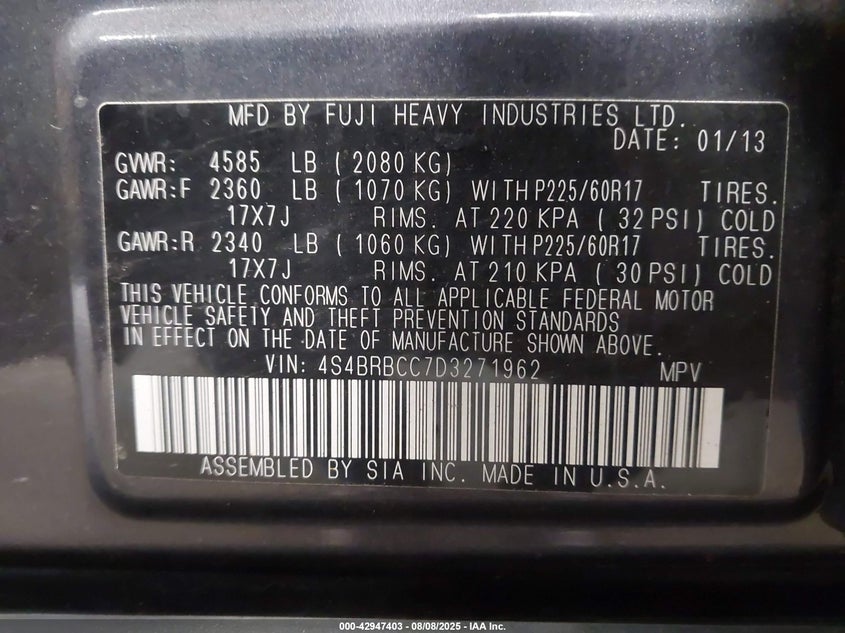 MFD BY FUJI HEAVY INDUSTRIES LTD.
DATE: 01/13
GVWR: 4585 LB ( 2080 KG)
GAWR:F 2360 LB ( 1070 KG) WITH P225/60R17 TIRES.
17X7J RIMS. AT 220 KPA ( 32 PSI) COLD
GAWR:R 2340 LB ( 1060 KG) WITH P225/60R17 TIRES.
17X7J RIMS. AT 210 KPA ( 30 PSI) COLD
THIS VEHICLE CONFORMS TO ALL APPLICABLE FEDERAL MOTOR
VEHICLE SAFETY AND THEFT PREVENTION STANDARDS
IN EFFECT ON THE DATE OF MANUFACTURE SHOWN ABOVE.
VIN: 4S4BRBCC7D3271962 MPV
ASSEMBLED BY SIA INC. MADE IN U.S.A.
000-42947403 - 08/08/2025 - IAA Inc.